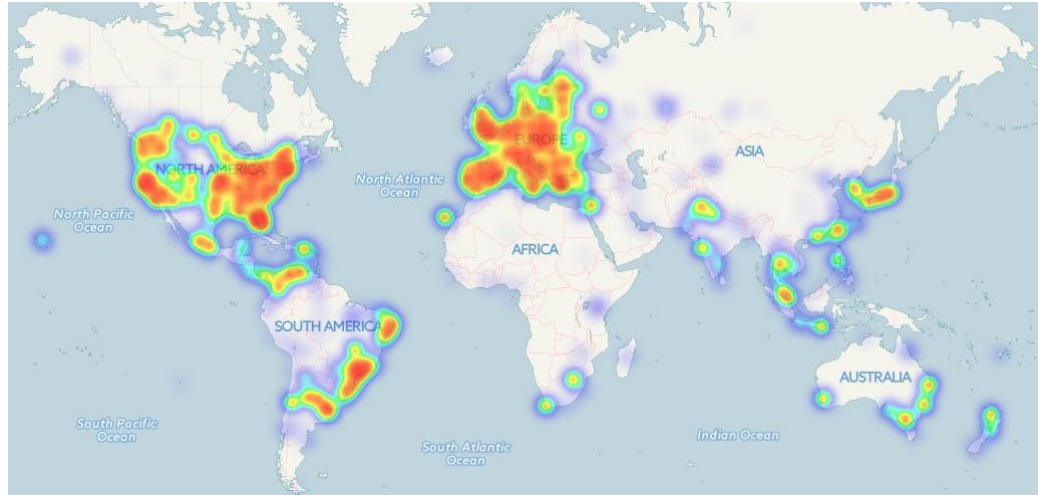 EUROPE
ASIA
NORTH AMERICA
North Atlantic
Ocean
North Pacific
Ocean
AFRICA
SOUTH AMERICA
AUSTRALIA
South Pacific
Ocean
Indian Ocean
South Atlantic
Ocean